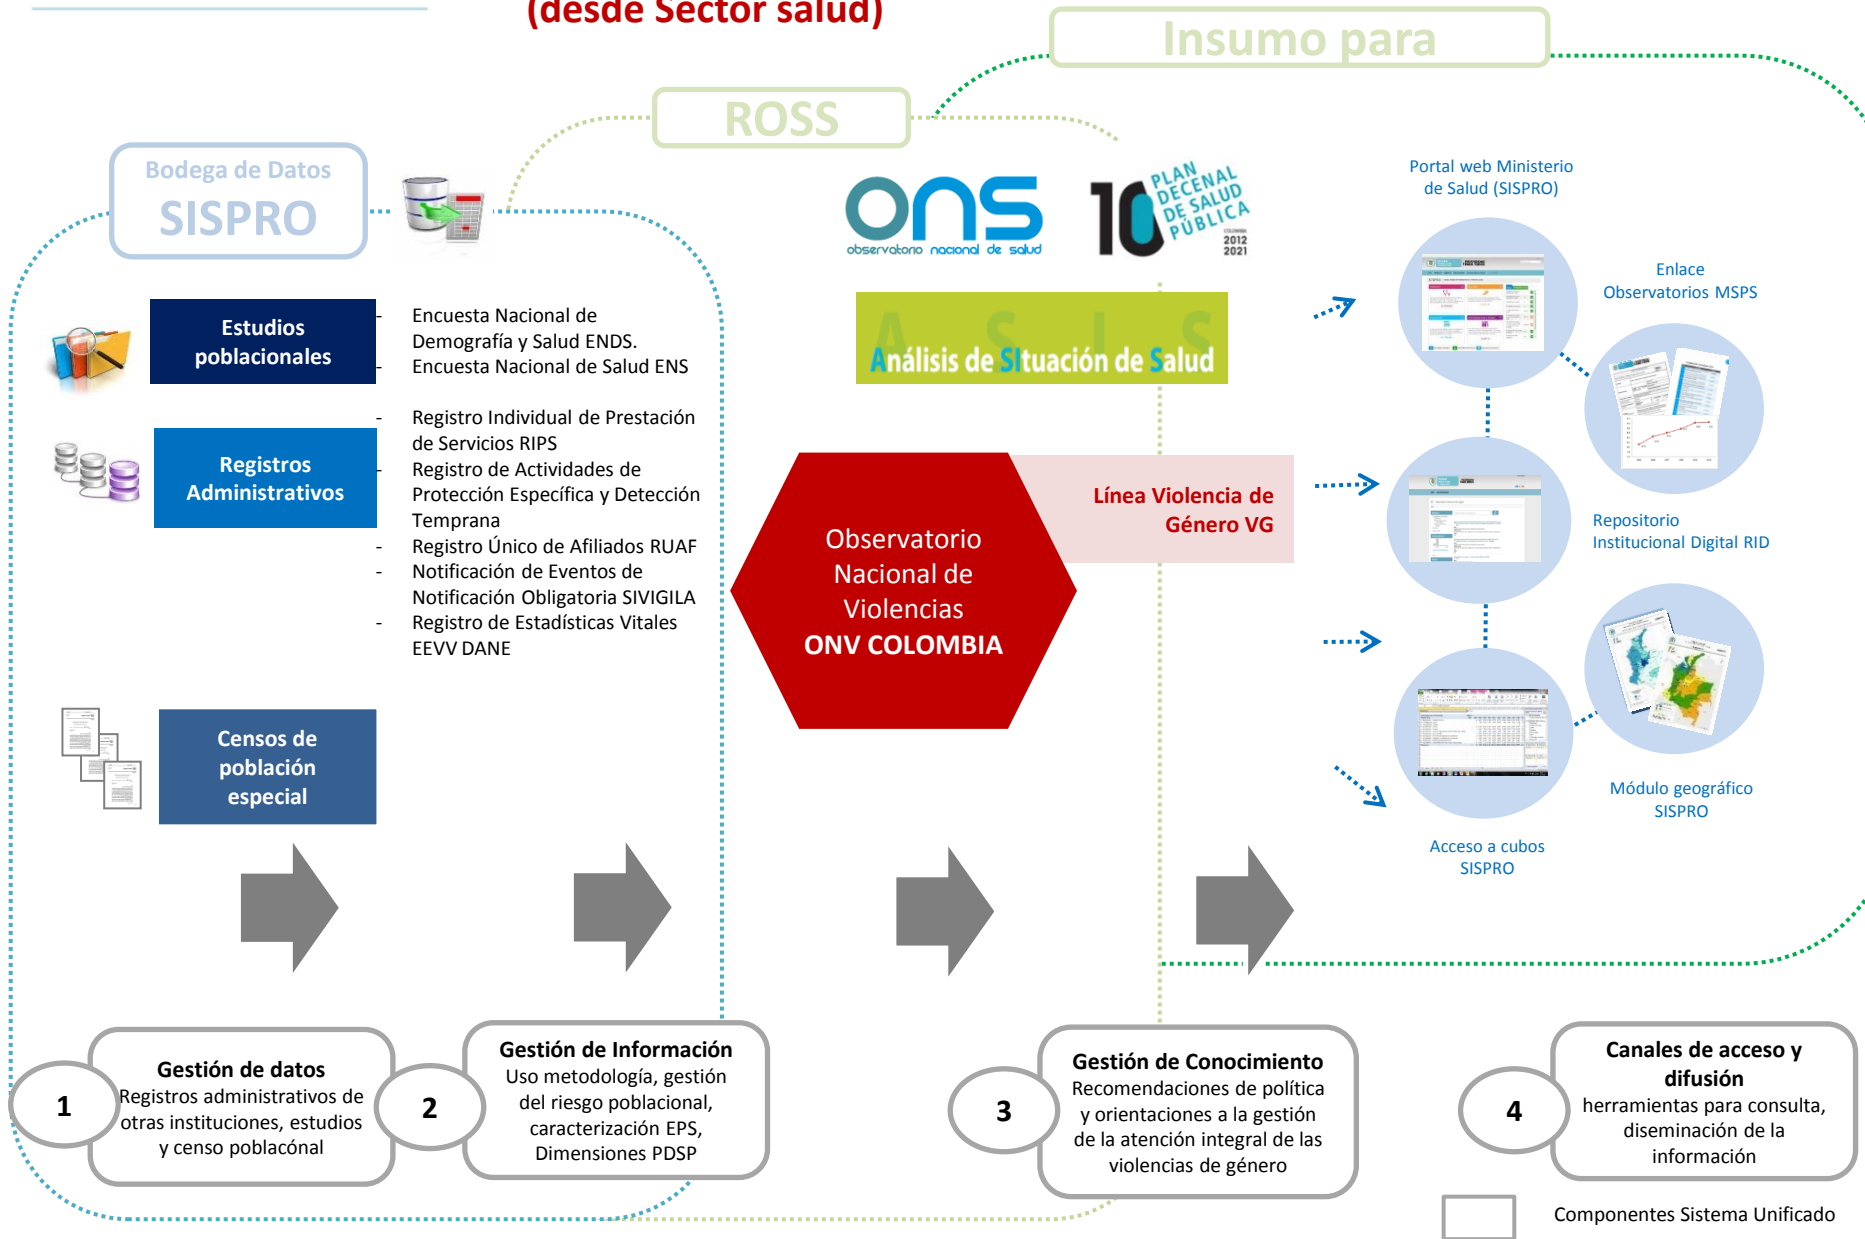 (desde Sector salud)
Insumo para
ROSS
Bodega de Datos
SISPRO
ons
observatorio nacional de salud
10
PLAN
DECENAL
DE SALUD
PÚBLICA
COLOMBIA
2012
2021
Portal web Ministerio
de Salud (SISPRO)
Enlace
Observatorios MSPS
Estudios
poblacionales
- Encuesta Nacional de
Demografía y Salud ENDS.
- Encuesta Nacional de Salud ENS
A S I S
Análisis de SItuación de Salud
Registros
Administrativos
- Registro Individual de Prestación
de Servicios RIPS
- Registro de Actividades de
Protección Específica y Detección
Temprana
- Registro Único de Afiliados RUAF
- Notificación de Eventos de
Notificación Obligatoria SIVIGILA
- Registro de Estadísticas Vitales
EEVV DANE
Línea Violencia de
Género VG
Observatorio
Nacional de
Violencias
ONV COLOMBIA
Repositorio
Institucional Digital RID
Censos de
población
especial
Módulo geográfico
SISPRO
Acceso a cubos
SISPRO
1
Gestión de datos
Registros administrativos de
otras instituciones, estudios
y censo poblacónal
2
Gestión de Información
Uso metodología, gestión
del riesgo poblacional,
caracterización EPS,
Dimensiones PDSP
3
Gestión de Conocimiento
Recomendaciones de política
y orientaciones a la gestión
de la atención integral de las
violencias de género
4
Canales de acceso y
difusión
herramientas para consulta,
diseminación de la
información
Componentes Sistema Unificado